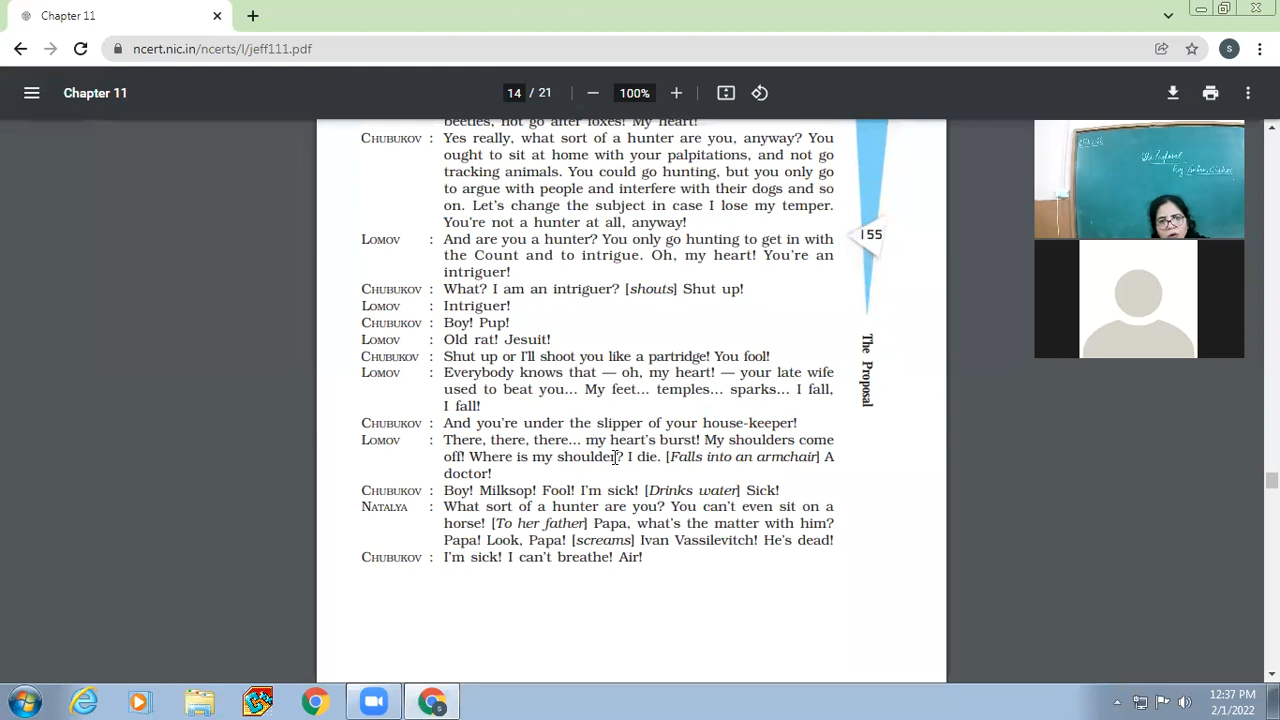 Chapter 11
ncert.nic.in/ncerts/l/jeff111.pdf
S
Chapter 11
14 / 21
100%
beetles, not go after foxes! My heart!
CHUBUKOV : Yes really, what sort of a hunter are you, anyway? You
ought to sit at home with your palpitations, and not go
tracking animals. You could go hunting, but you only go
to argue with people and interfere with their dogs and so
on. Let's change the subject in case I lose my temper.
You're not a hunter at all, anyway!
LOMOV : And are you a hunter? You only go hunting to get in with
the Count and to intrigue. Oh, my heart! You're an
intriguer!
CHUBUKOV : What? I am an intriguer? [shouts] Shut up!
LOMOV : Intriguer!
CHUBUKOV : Boy! Pup!
LOMOV : Old rat! Jesuit!
CHUBUKOV : Shut up or I'll shoot you like a partridge! You fool!
LOMOV : Everybody knows that — oh, my heart! — your late wife
used to beat you... My feet... temples... sparks... I fall,
I fall!
CHUBUKOV : And you're under the slipper of your house-keeper!
LOMOV : There, there, there... my heart's burst! My shoulders come
off! Where is my shoulder? I die. [Falls into an armchair] A
doctor!
CHUBUKOV : Boy! Milksop! Fool! I'm sick! [Drinks water] Sick!
NATALYA : What sort of a hunter are you? You can't even sit on a
horse! [To her father] Papa, what's the matter with him?
Papa! Look, Papa! [screams] Ivan Vassilevitch! He's dead!
CHUBUKOV : I'm sick! I can't breathe! Air!
155
The Proposal
The Proposal
12:37 PM
2/1/2022